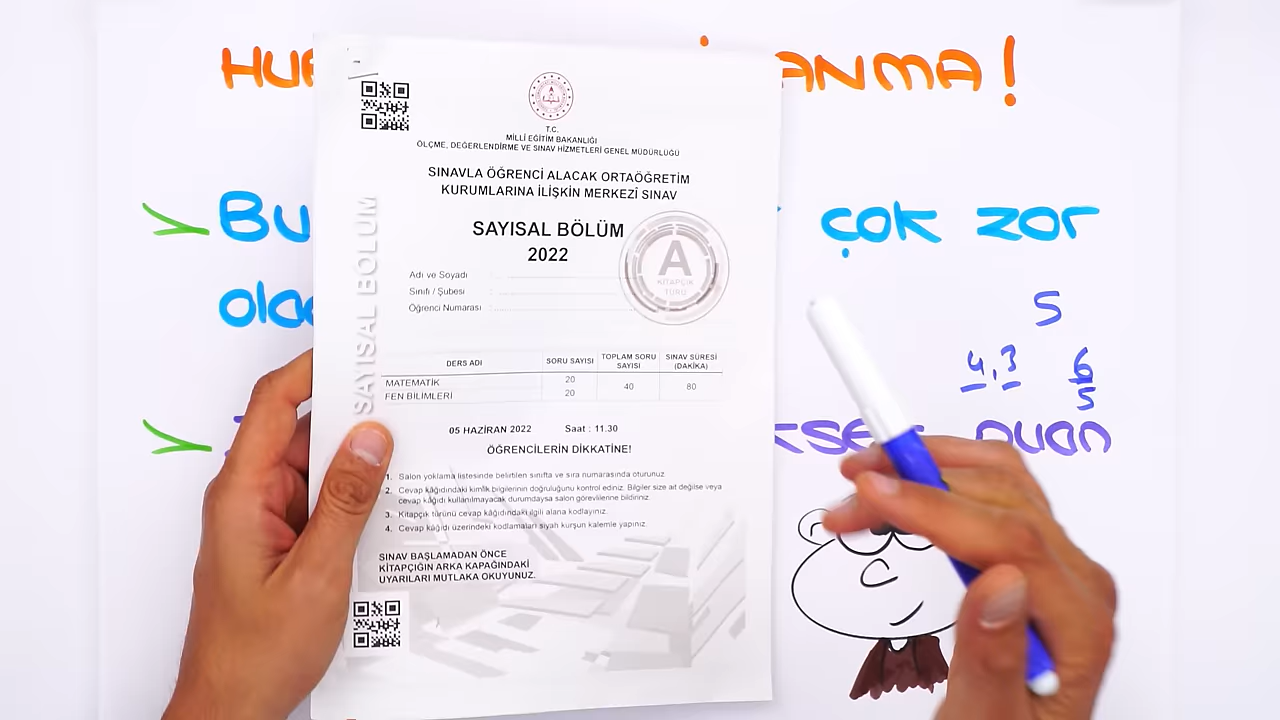 T.C.
MİLLİ EĞİTİM BAKANLIĞI
ÖLÇME, DEĞERLENDİRME VE SINAV HİZMETLERİ GENEL MÜDÜRLÜĞÜ
SINAVLA ÖĞRENCİ ALACAK ORTAÖĞRETİM
KURUMLARINA İLİŞKİN MERKEZİ SINAV
SAYISAL BÖLÜM
2022
A
KİTAPÇIK
TÜRÜ
SAYISAL BÖLÜM
Adı ve Soyadı :
Sınıfı / Şubesi :
Öğrenci Numarası :
DERS ADI SORU SAYISI TOPLAM SORU SAYISI SINAV SÜRESİ (DAKİKA)
MATEMATİK 20 40 80
FEN BİLİMLERİ 20
05 HAZİRAN 2022 Saat : 11.30
ÖĞRENCİLERİN DİKKATİNE!
1. Salon yoklama listesinde belirtilen sınıfta ve sıra numarasında oturunuz.
2. Cevap kâğıdındaki kimlik bilgilerinin doğruluğunu kontrol ediniz. Bilgiler size ait değilse veya
cevap kâğıdı kullanılmayacak durumdaysa salon görevlilerine bildiriniz.
3. Kitapçık türünü cevap kâğıdındaki ilgili alana kodlayınız.
4. Cevap kâğıdı üzerindeki kodlamaları siyah kurşun kalemle yapınız.
SINAV BAŞLAMADAN ÖNCE
KİTAPÇIĞIN ARKA KAPAĞINDAKİ
UYARILARI MUTLAKA OKUYUNUZ.
Bu çok zor
5
4,3 6
5
puan